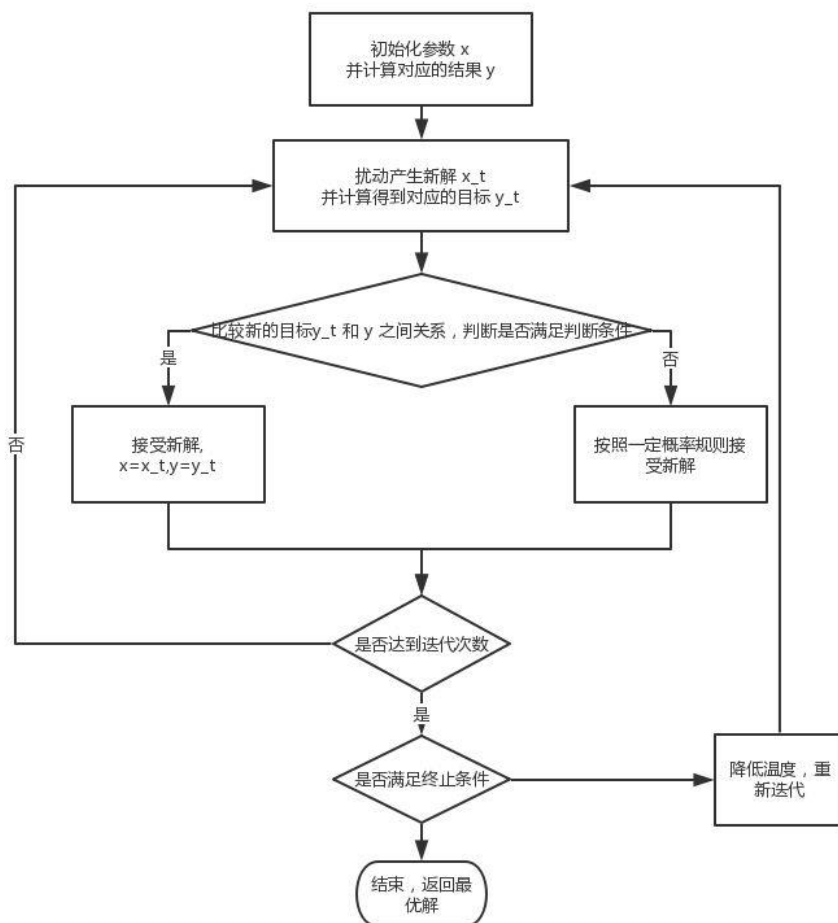 初始化参数 x
并计算对应的结果 y
扰动产生新解 x_t
并计算得到对应的目标 y_t
比较新的目标y_t 和 y 之间关系，判断是否满足判断条件
是
否
接受新解,
x=x_t,y=y_t
按照一定概率规则接
受新解
否
是否达到迭代次数
是
是否满足终止条件
降低温度，重
新迭代
结束，返回最
优解